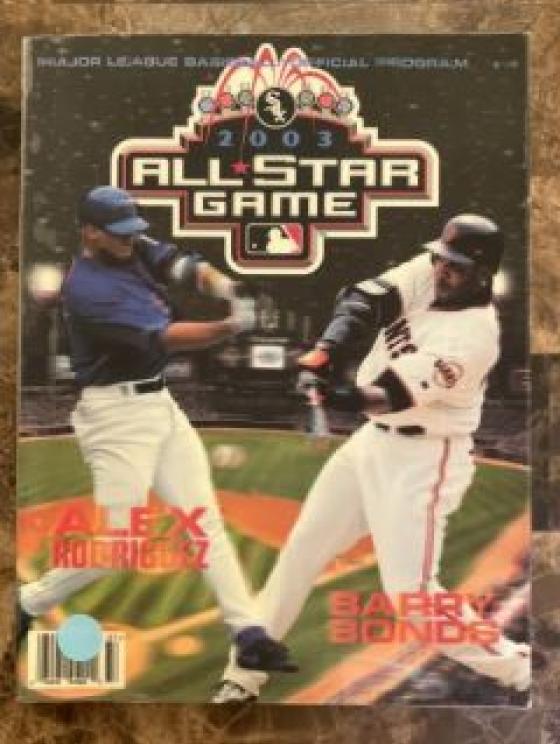 MAJOR LEAGUE BASEBALL OFFICIAL PROGRAM
2003
ALL STAR
GAME
ALEX
RODRIGUEZ
BARRY
BONDS